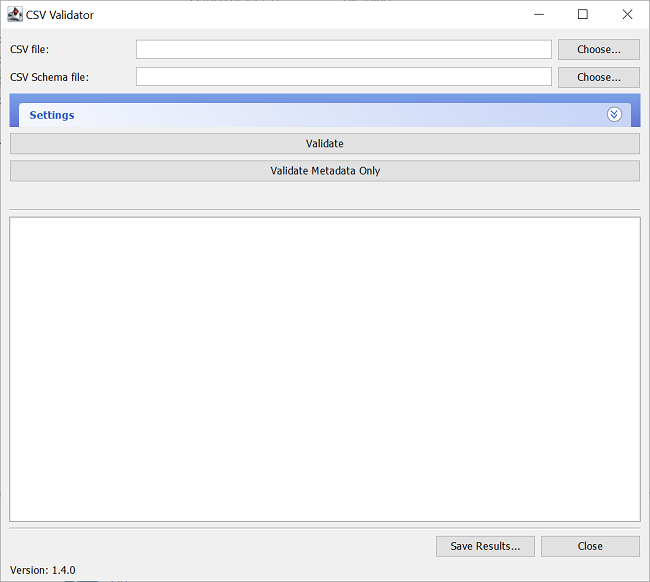 CSV Validator
CSV file:
Choose...
CSV Schema file:
Choose...
Settings
Validate
Validate Metadata Only
Save Results...
Close
Version: 1.4.0